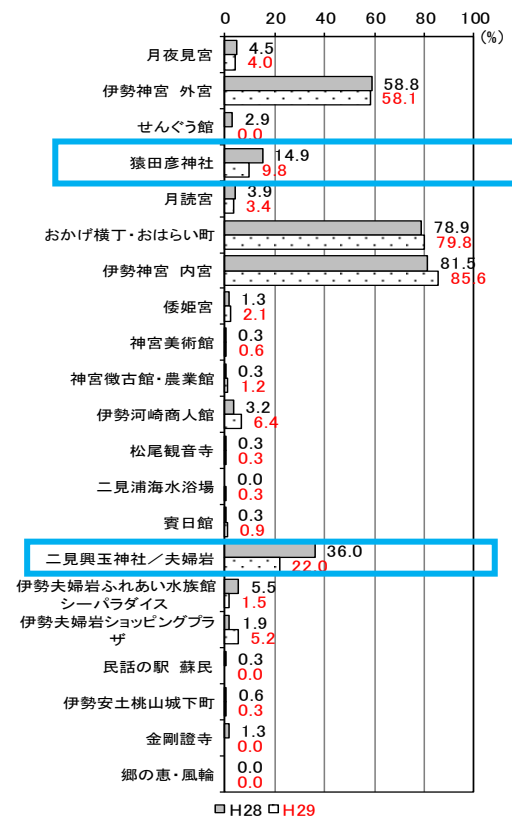 0 20 40 60 80 100
(%)
月夜見宮 4.5
4.0
伊勢神宮 外宮 58.8
58.1
せんぐう館 2.9
0.0
猿田彦神社 14.9
9.8
月読宮 3.9
3.4
おかげ横丁・おはらい町 78.9
79.8
伊勢神宮 内宮 81.5
85.6
倭姫宮 1.3
2.1
神宮美術館 0.3
0.6
神宮徴古館・農業館 0.3
1.2
伊勢河崎商人館 3.2
6.4
松尾観音寺 0.3
0.3
二見浦海水浴場 0.0
0.3
賓日館 0.3
0.9
二見興玉神社／夫婦岩 36.0
22.0
伊勢夫婦岩ふれあい水族館 5.5
シーパラダイス 1.5
伊勢夫婦岩ショッピングプラ 1.9
ザ 5.2
民話の駅 蘇民 0.3
0.0
伊勢安土桃山城下町 0.6
0.3
金剛證寺 1.3
0.0
郷の恵・風輪 0.0
0.0
H28 H29